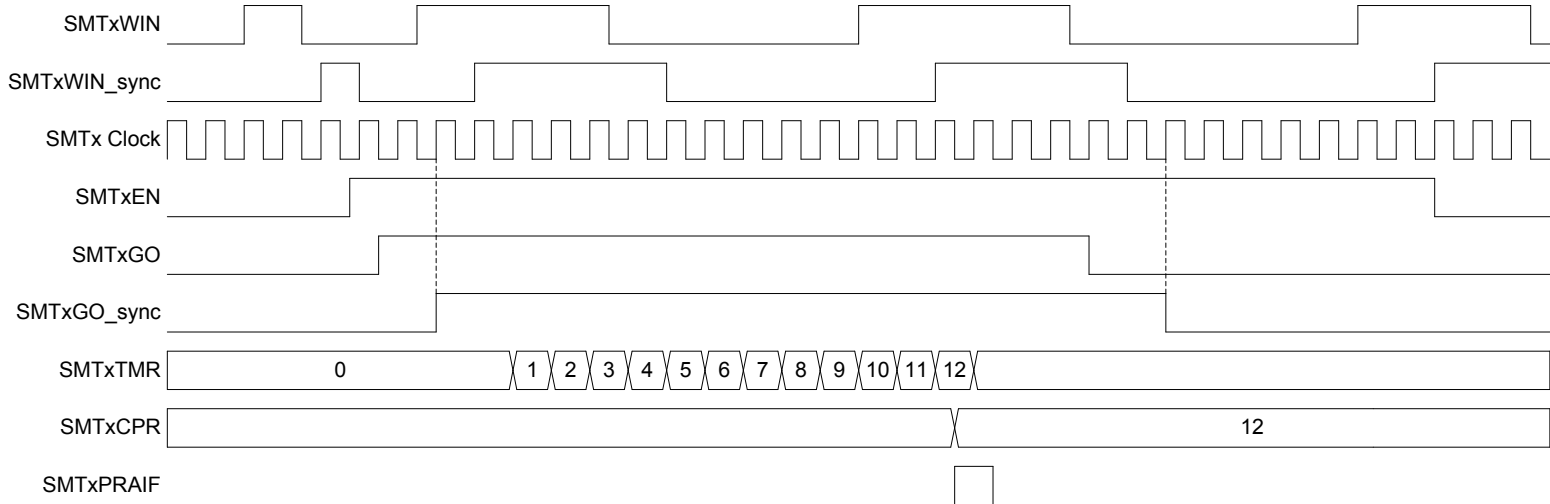 SMTxWIN
SMTxWIN_sync
SMTx Clock
SMTxEN
SMTxGO
SMTxGO_sync
SMTxTMR 0 1 2 3 4 5 6 7 8 9 10 11 12
SMTxCPR 12
SMTxPRAIF